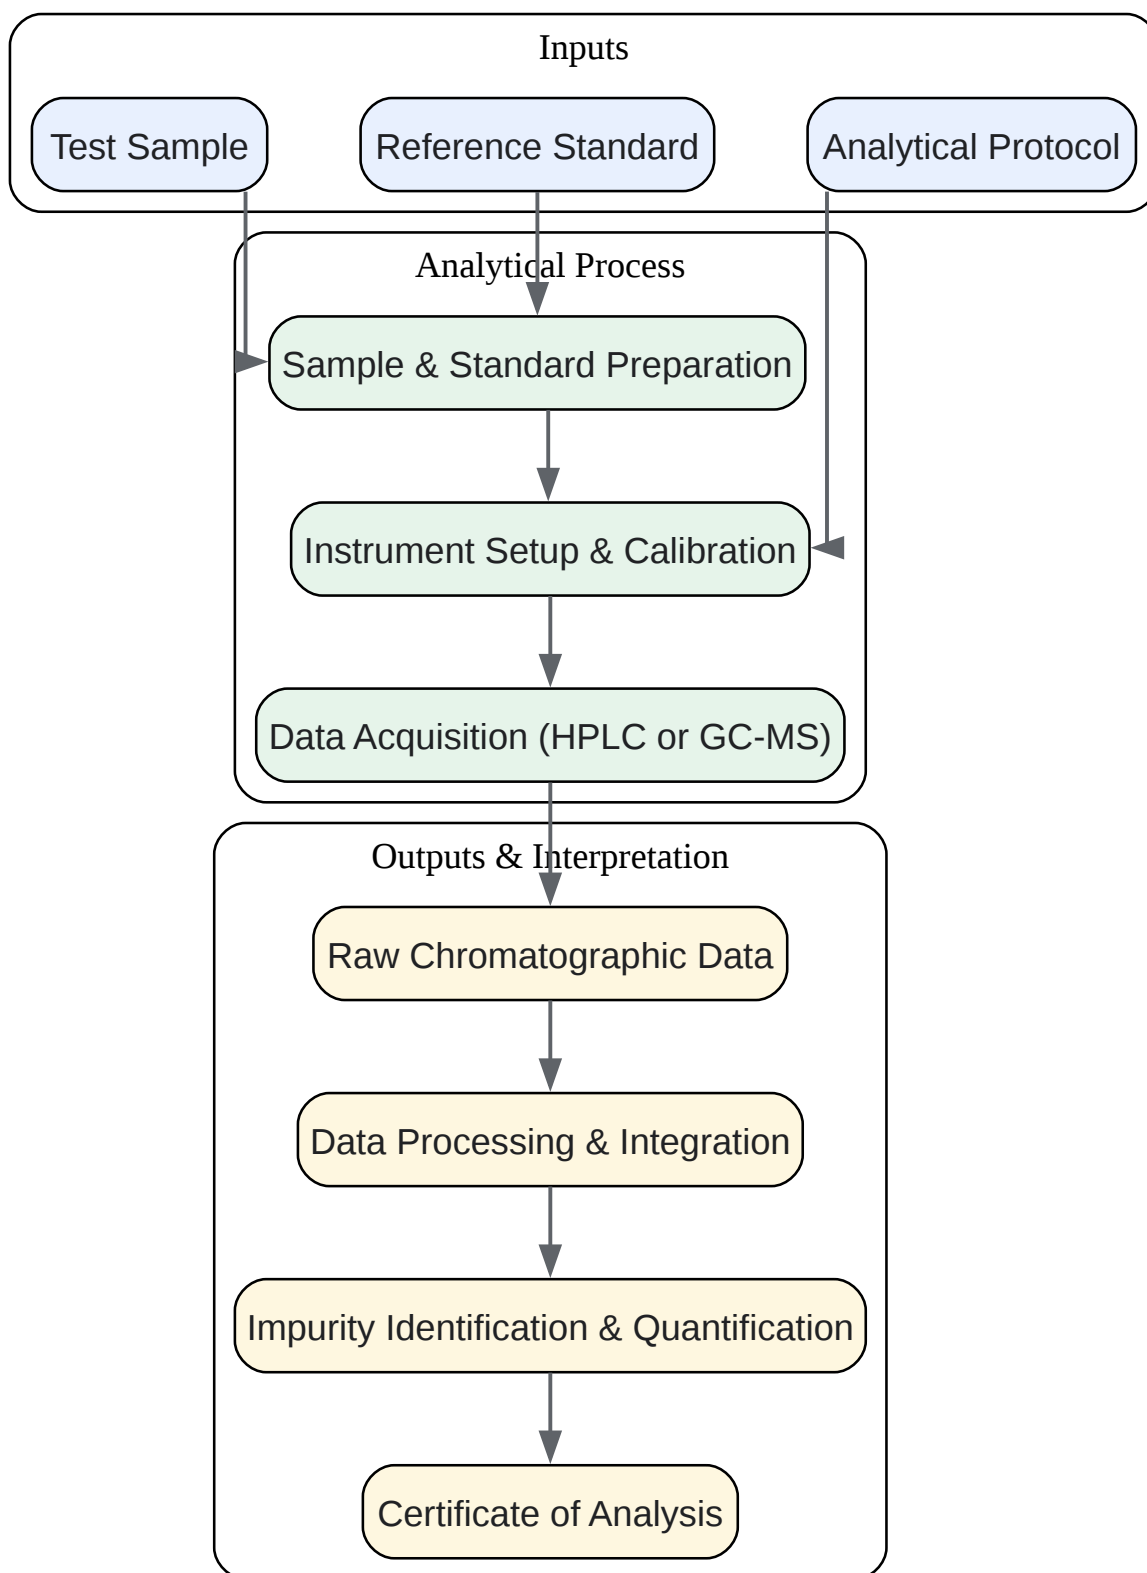 Inputs
Test Sample
Reference Standard
Analytical Protocol
Analytical Process
Sample & Standard Preparation
Instrument Setup & Calibration
Data Acquisition (HPLC or GC-MS)
Outputs & Interpretation
Raw Chromatographic Data
Data Processing & Integration
Impurity Identification & Quantification
Certificate of Analysis